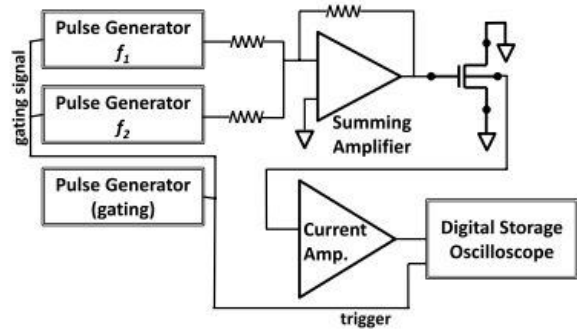 Pulse Generator
f1
Pulse Generator
f2
Pulse Generator
(gating)
gating signal
Summing
Amplifier
Current
Amp.
Digital Storage
Oscilloscope
trigger